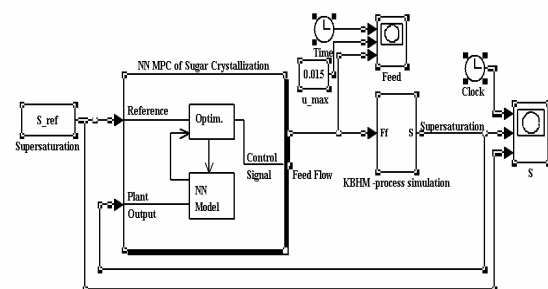 NN MPC of Sugar Crystallization
Time
0.015
u_max
Feed
Clock
S_ref
Supersaturation
Reference
Optim.
Control
Signal
NN
Model
Plant
Output
Feed Flow
Ff
S
KBHM -process simulation
Supersaturation
S